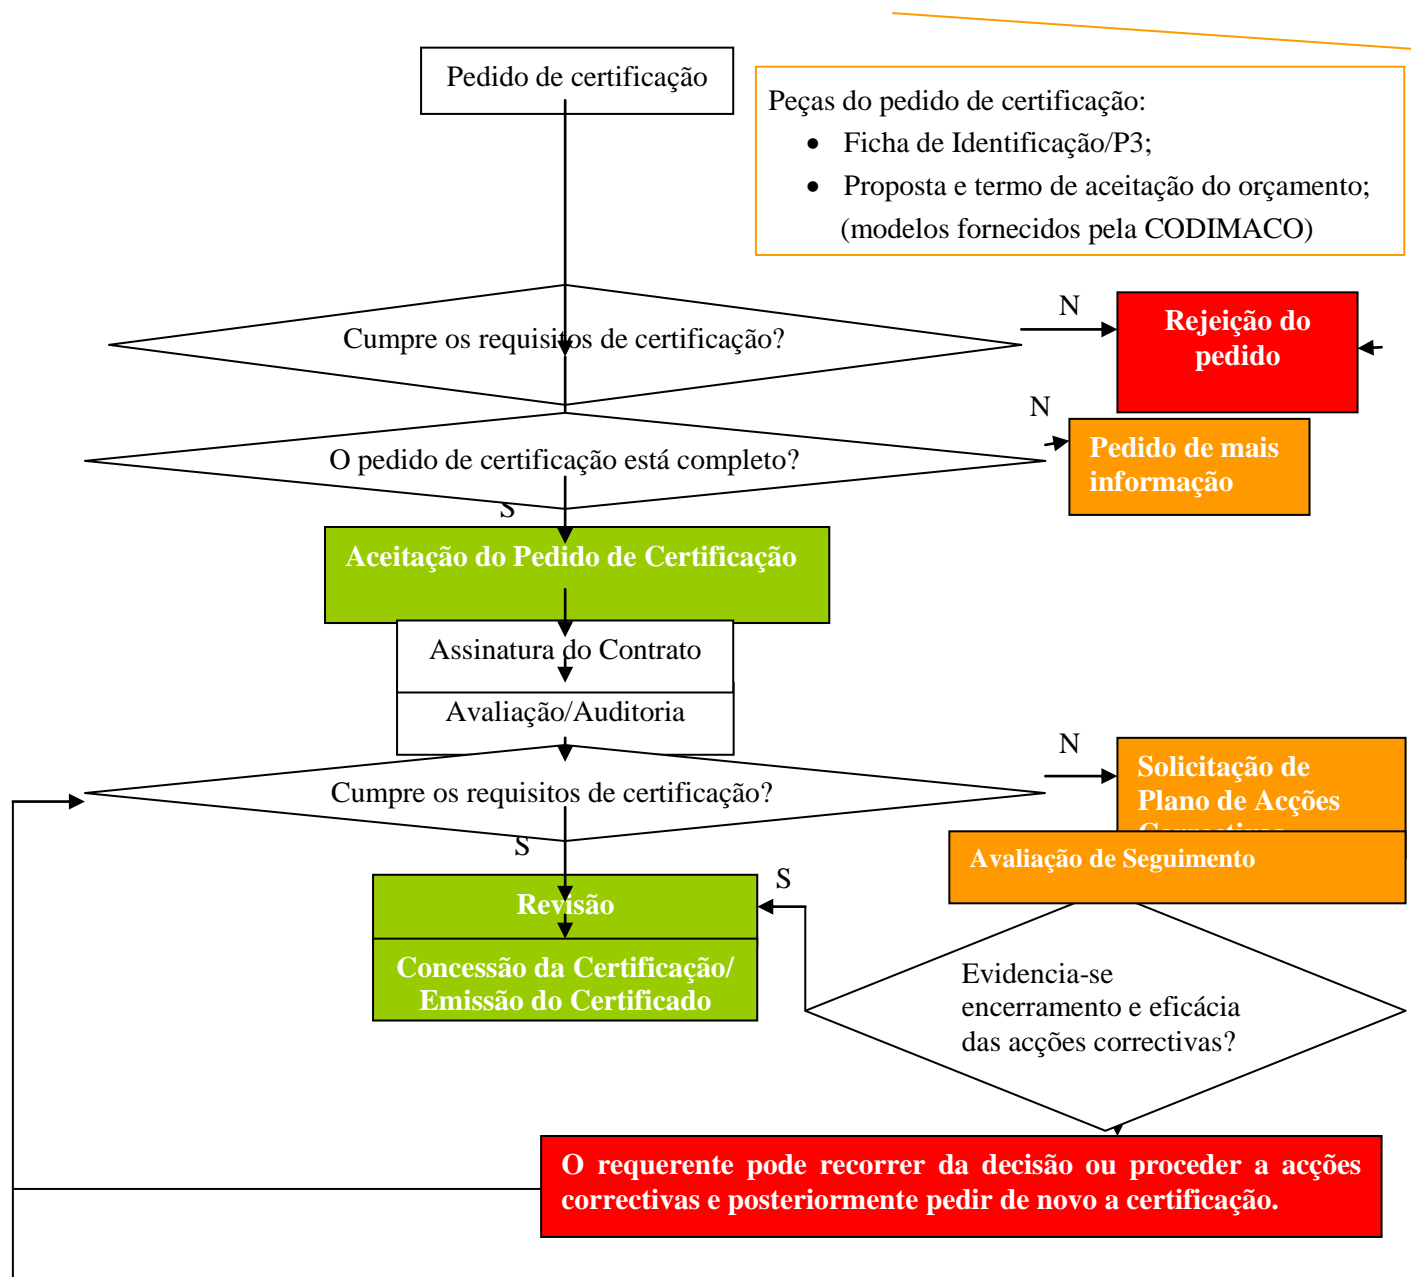 Pedido de certificação
Peças do pedido de certificação:
• Ficha de Identificação/P3;
• Proposta e termo de aceitação do orçamento;
(modelos fornecidos pela CODIMACO)
Cumpre os requisitos de certificação?
N
Rejeição do
pedido
O pedido de certificação está completo?
N
Pedido de mais
informação
S
Aceitação do Pedido de Certificação
Assinatura do Contrato
Avaliação/Auditoria
Cumpre os requisitos de certificação?
N
Solicitação de
Plano de Acções
S
Avaliação de Seguimento
Revisão
S
Concessão da Certificação/
Emissão do Certificado
Evidencia-se
encerramento e eficácia
das acções correctivas?
O requerente pode recorrer da decisão ou proceder a acções
correctivas e posteriormente pedir de novo a certificação.